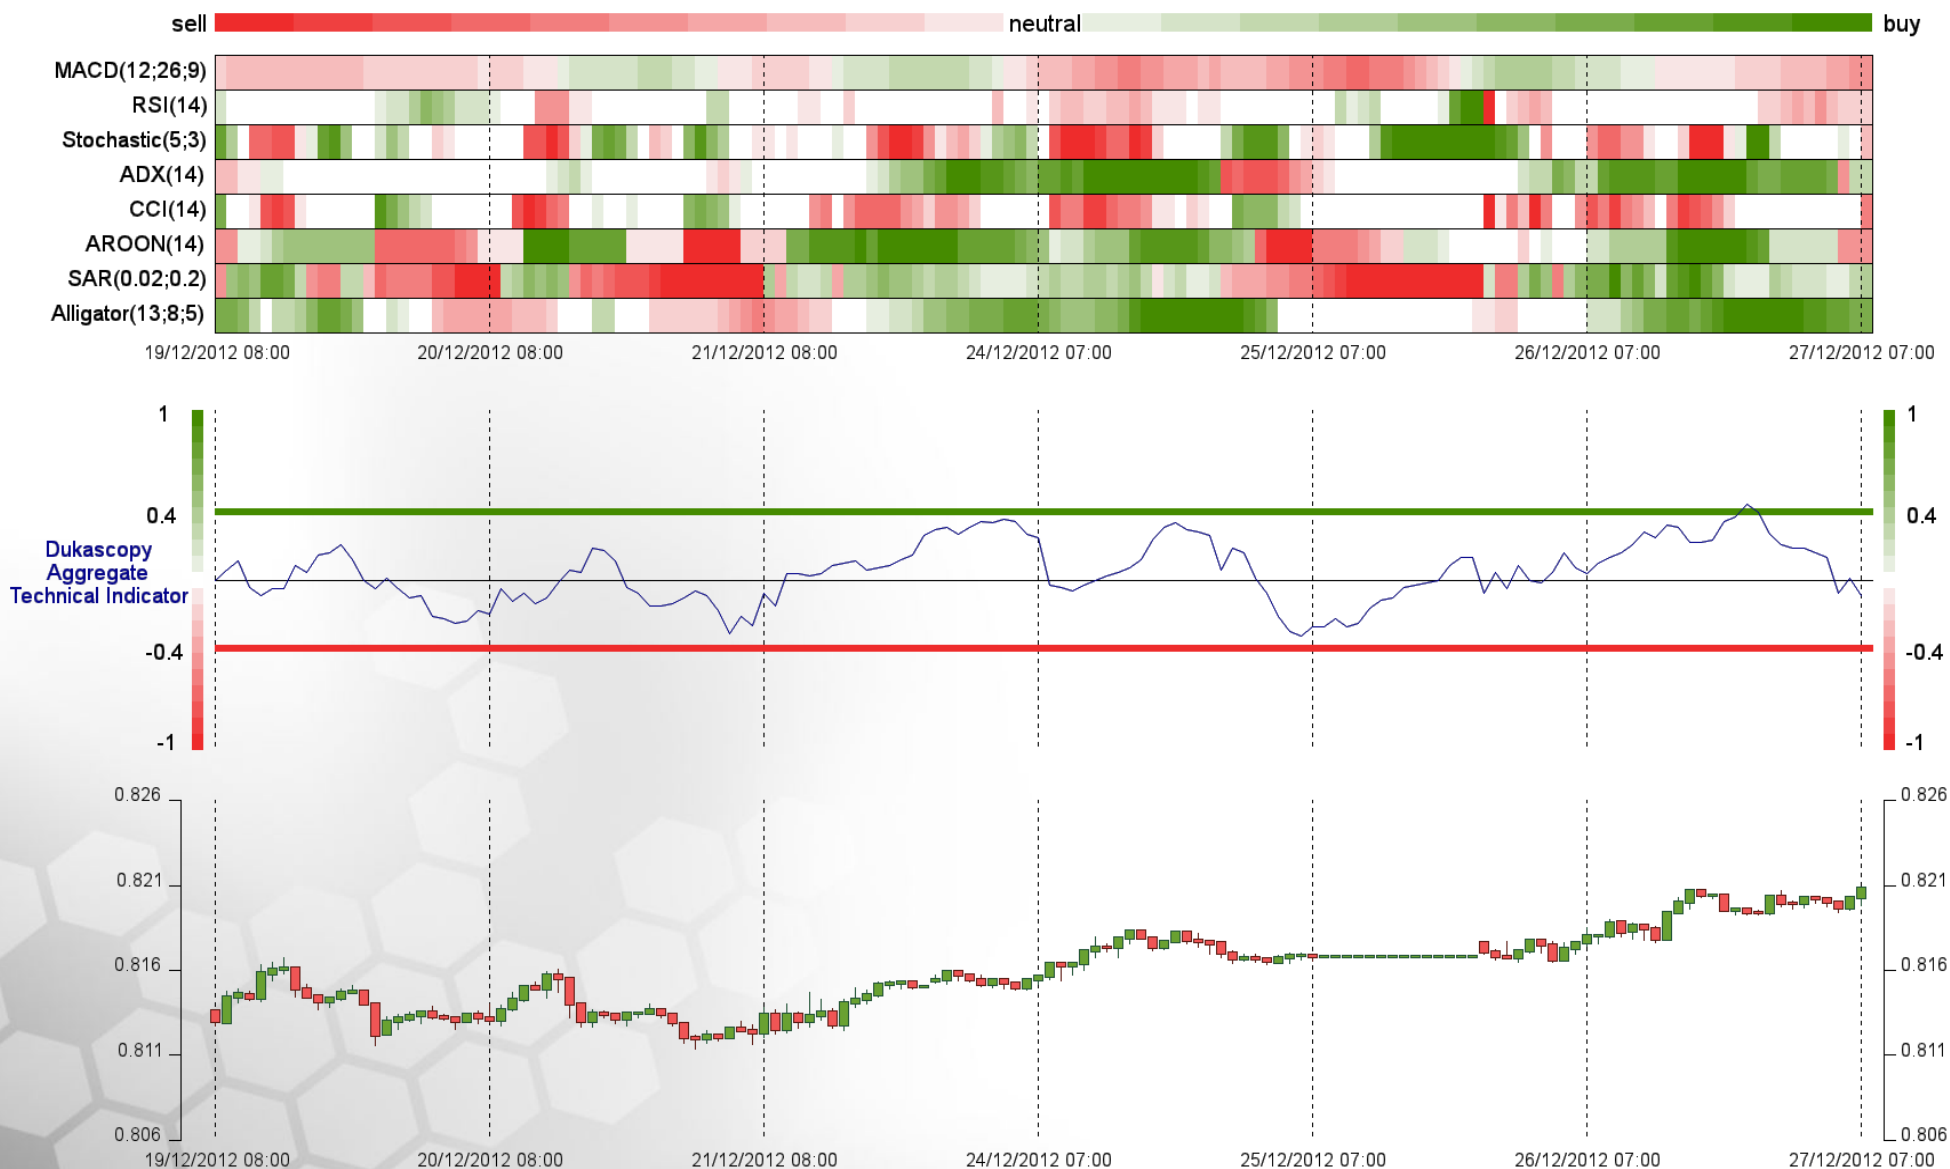 sell neutral buy
MACD(12;26;9)
RSI(14)
Stochastic(5;3)
ADX(14)
CCI(14)
AROON(14)
SAR(0.02;0.2)
Alligator(13;8;5)
19/12/2012 08:00 20/12/2012 08:00 21/12/2012 08:00 24/12/2012 07:00 25/12/2012 07:00 26/12/2012 07:00 27/12/2012 07:00
1 1
0.4 0.4
Dukascopy
Aggregate
Technical Indicator
-0.4 -0.4
-1 -1
0.826 0.826
0.821 0.821
0.816 0.816
0.811 0.811
0.806 0.806
19/12/2012 08:00 20/12/2012 08:00 21/12/2012 08:00 24/12/2012 07:00 25/12/2012 07:00 26/12/2012 07:00 27/12/2012 07:00